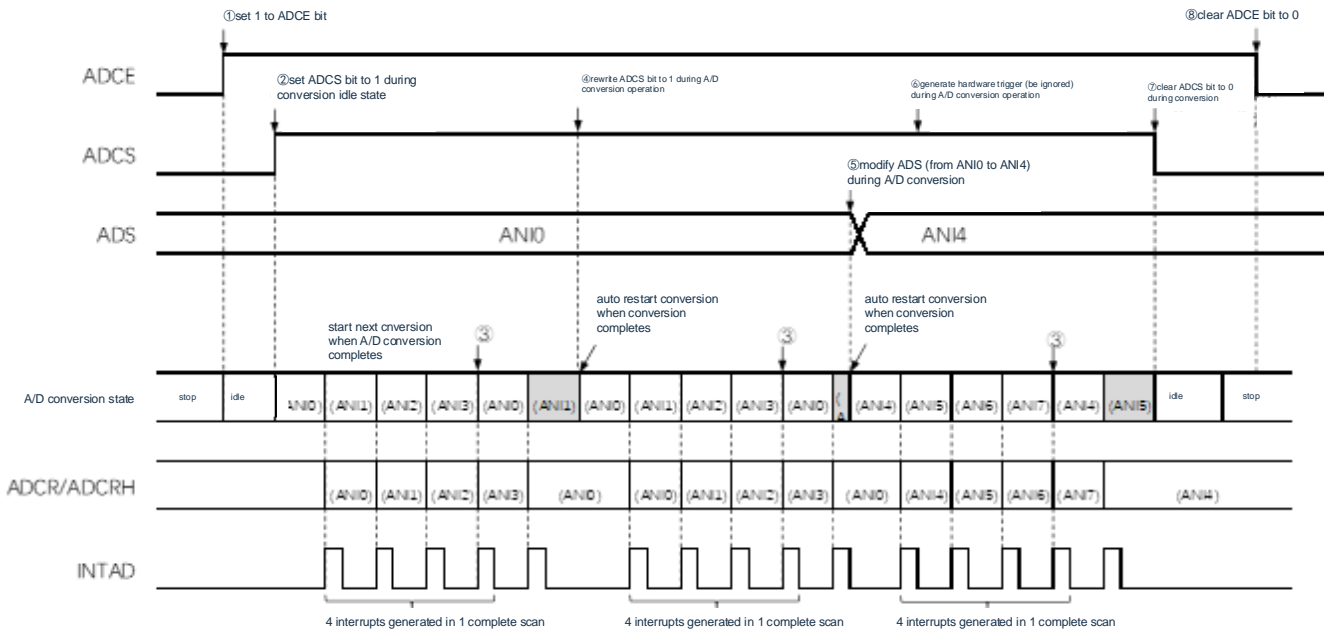 ①set 1 to ADCE bit
⑧clear ADCE bit to 0
ADCE
②set ADCS bit to 1 during
conversion idle state
④rewrite ADCS bit to 1 during A/D
conversion operation
⑥generate hardware trigger (be ignored)
during A/D conversion operation
⑦clear ADCS bit to 0
during conversion
ADCS
⑤modify ADS (from ANI0 to ANI4)
during A/D conversion
ADS
ANI0
ANI4
start next cnversion
when A/D conversion
completes
③
auto restart conversion
when conversion
completes
③
auto restart conversion
when conversion
completes
③
A/D conversion state
stop
idle
ANI0) (ANI1) (ANI2) (ANI3) (ANI0) (ANI1) (ANI0) (ANI1) (ANI2) (ANI3) (ANI0) (A (ANI4) (ANI5) (ANI6) (ANI7) (ANI4) (ANI5)
idle
stop
ADCR/ADCRH
(ANI0) (ANI1) (ANI2) (ANI3) (ANI0) (ANI0) (ANI1) (ANI2) (ANI3) (ANI0) (ANI4) (ANI5) (ANI6) (ANI7) (ANI4)
INTAD
4 interrupts generated in 1 complete scan
4 interrupts generated in 1 complete scan
4 interrupts generated in 1 complete scan